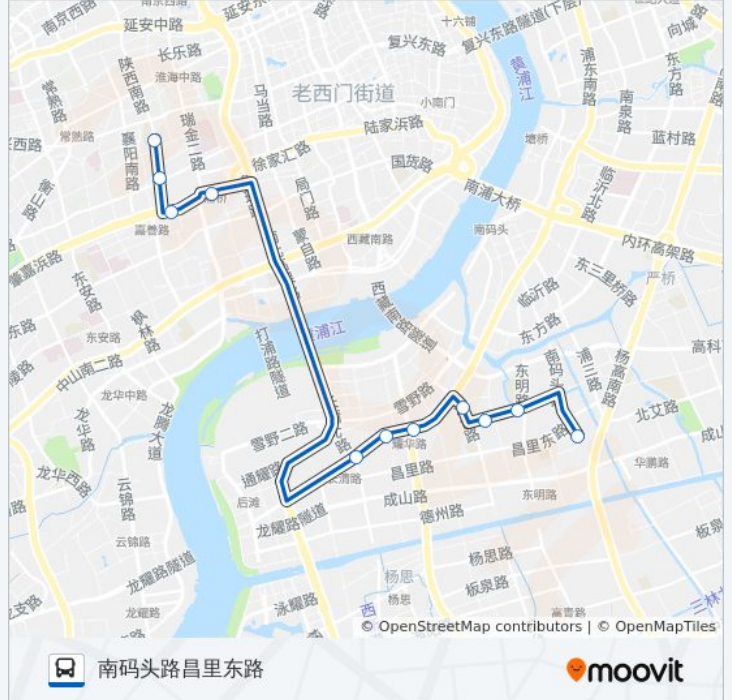 南京西路
延安中路
长乐路
陕西南路
淮海中路
常熟路
瑞金二路
马当路
老西门街道
小南门
复兴东路
十六铺
复兴东路隧道(下层)
黄浦江
浦东南路
向城路
东方路
南泉路
蓝村路
塘桥
陆家浜路
国货路
徐家汇路
襄阳南路
局门路
蒙自路
西藏南路
南浦大桥
南码头
临沂北路
内环高架路
东三里桥路
严桥
嘉善路
肇嘉浜路
东安路
枫林路
东安路
中山南二路
龙华中路
龙华路
龙腾大道
龙华西路
云锦路
云锦路
龙耀路隧道
龙耀路
打浦路隧道
西藏南路隧道
临沂路
东方路
南码头
东明路
浦三路
杨高南路
高科
北艾路
华鹏路
雪野路
雪野二路
通耀路
后滩
耀华路
昌里路
昌里东路
成山路
德州路
东明路
龙耀路隧道
杨思路
杨思
杨思
板泉路
泳耀路
高青路
© OpenStreetMap contributors | © OpenMapTiles
南码头路昌里东路
moovit